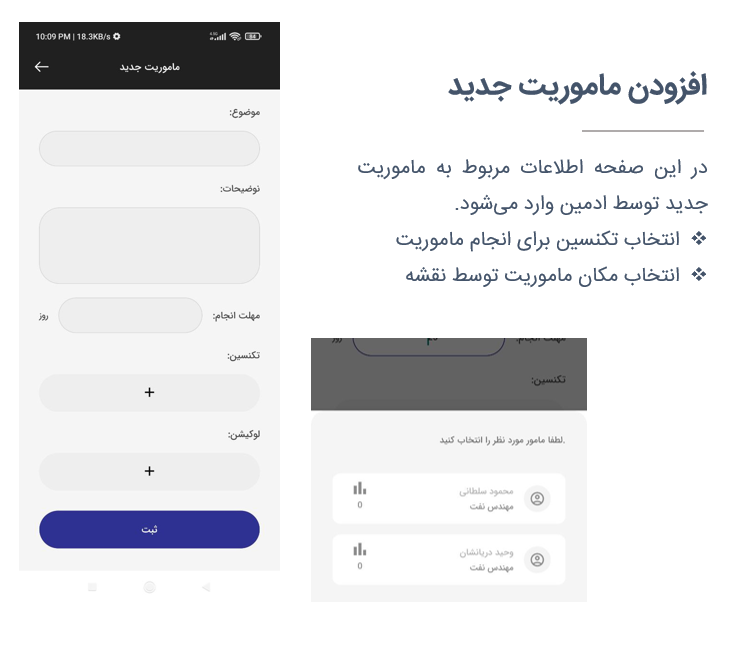 افزودن ماموریت جدید
در این صفحه اطلاعات مربوط به ماموریت
جدید توسط ادمین وارد می‌شود.
❖ انتخاب تکنسین برای انجام ماموریت
❖ انتخاب مکان ماموریت توسط نقشه
10:09 PM | 18.3KB/s
84
ماموریت جدید
موضوع:
توضیحات:
مهلت انجام:
روز
تکنسین:
+
لوکیشن:
+
ثبت
مهلت انجام:
روز
تکنسین:
لطفا مامور مورد نظر را انتخاب کنید.
محمود سلطانی
مهندس نفت
0
وحید دریانشان
مهندس نفت
0